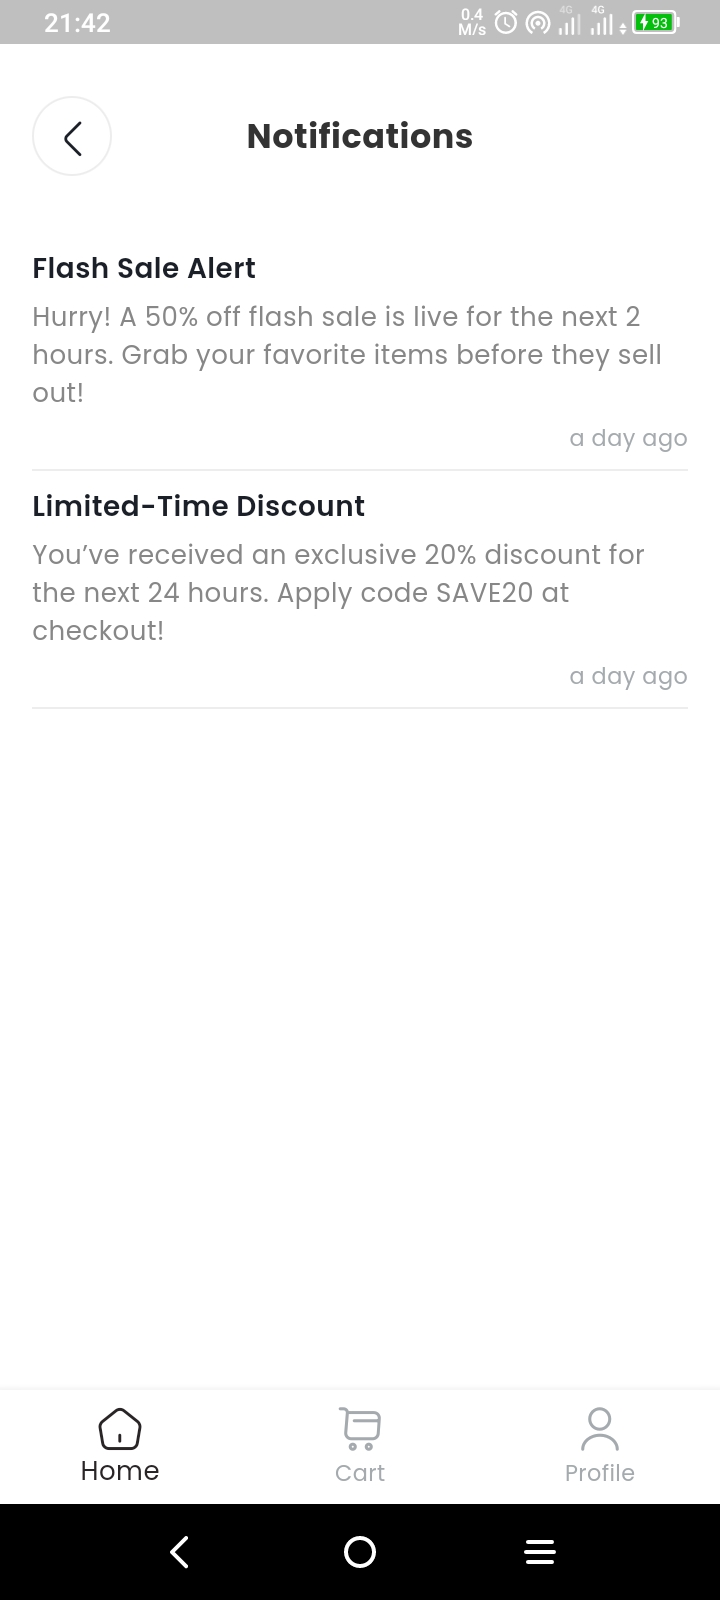 21:42
0.4
M/s
4G
4G
93
Notifications
Flash Sale Alert
Hurry! A 50% off flash sale is live for the next 2
hours. Grab your favorite items before they sell
out!
a day ago
Limited-Time Discount
You’ve received an exclusive 20% discount for
the next 24 hours. Apply code SAVE20 at
checkout!
a day ago
Home
Cart
Profile